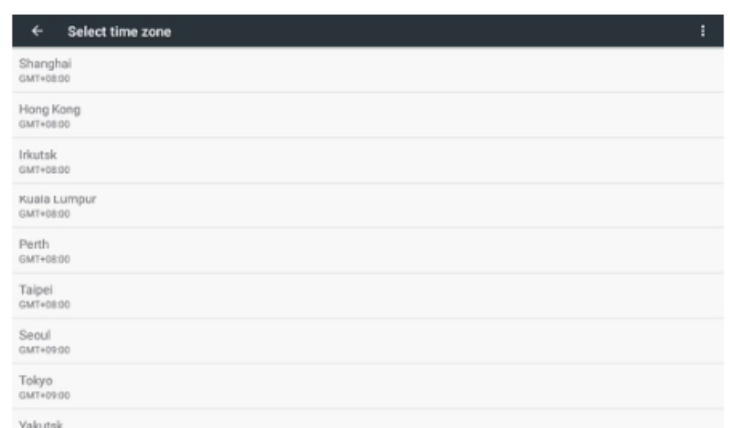 Select time zone
Shanghai
GMT+08:00
Hong Kong
GMT+08:00
Irkutsk
GMT+08:00
Kuala Lumpur
GMT+08:00
Perth
GMT+08:00
Taipei
GMT+08:00
Seoul
GMT+09:00
Tokyo
GMT+09:00
Yakutsk